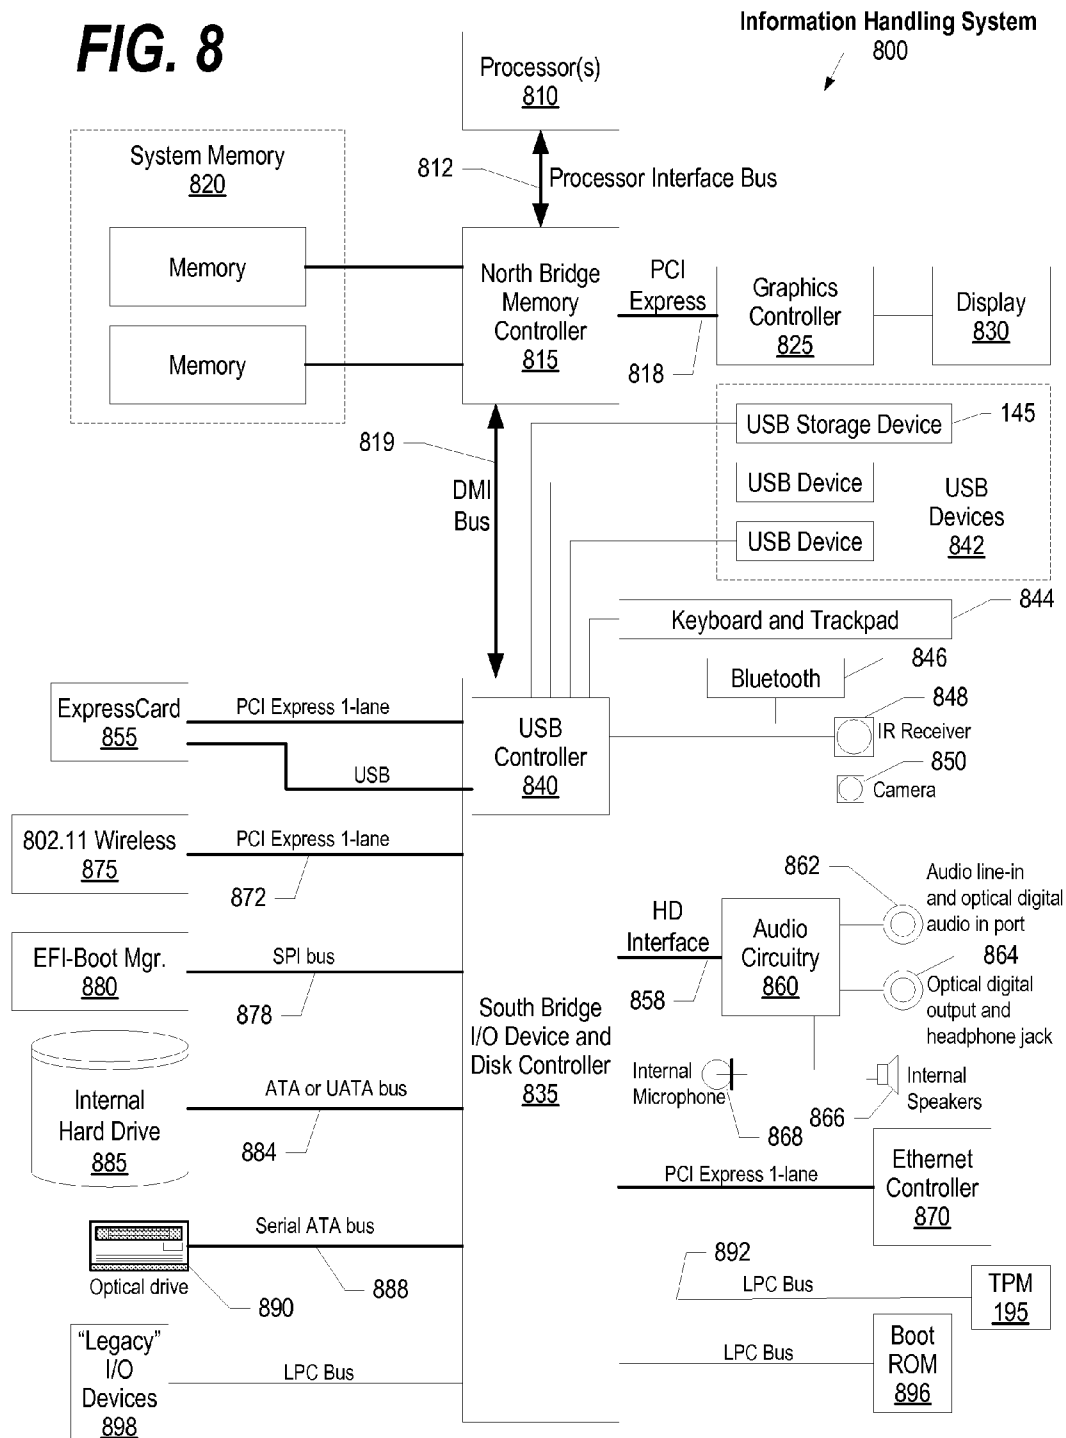 FIG. 8
Information Handling System
800
Processor(s)
810
System Memory
820
812
Processor Interface Bus
Memory
Memory
North Bridge
Memory
Controller
815
PCI
Express
818
Graphics
Controller
825
Display
830
819
DMI
Bus
USB Storage Device
145
USB Device
USB Device
USB
Devices
842
Keyboard and Trackpad
844
Bluetooth
846
848
IR Receiver
850
Camera
ExpressCard
855
PCI Express 1-lane
USB
USB
Controller
840
802.11 Wireless
875
PCI Express 1-lane
872
EFI-Boot Mgr.
880
SPI bus
878
HD
Interface
858
Audio
Circuitry
860
862
Audio line-in
and optical digital
audio in port
864
Optical digital
output and
headphone jack
South Bridge
I/O Device and
Disk Controller
835
Internal
Microphone
868
866
Internal
Speakers
Internal
Hard Drive
885
ATA or UATA bus
884
PCI Express 1-lane
Ethernet
Controller
870
Optical drive
890
Serial ATA bus
888
892
LPC Bus
TPM
195
"Legacy"
I/O
Devices
898
LPC Bus
LPC Bus
Boot
ROM
896